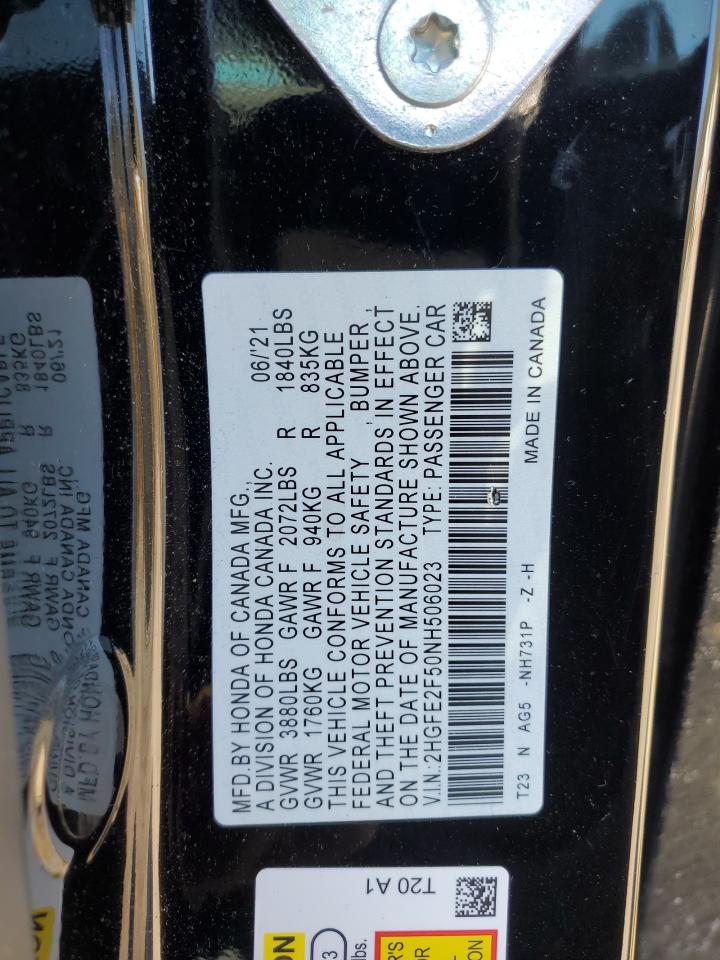 MFD. BY HONDA OF CANADA MFG.,
A DIVISION OF HONDA CANADA INC. 06/'21
GVWR 3880LBS GAWR F 2072LBS R 1840LBS
GVWR 1760KG GAWR F 940KG R 835KG
THIS VEHICLE CONFORMS TO ALL APPLICABLE
FEDERAL MOTOR VEHICLE SAFETY , BUMPER ,
AND THEFT PREVENTION STANDARDS IN EFFECT
ON THE DATE OF MANUFACTURE SHOWN ABOVE.
V.I.N.:2HGFE2F50NH506023 TYPE: PASSENGER CAR
T23 N AG5 -NH731P -Z -H MADE IN CANADA
T20 A1
ON
3
lbs.